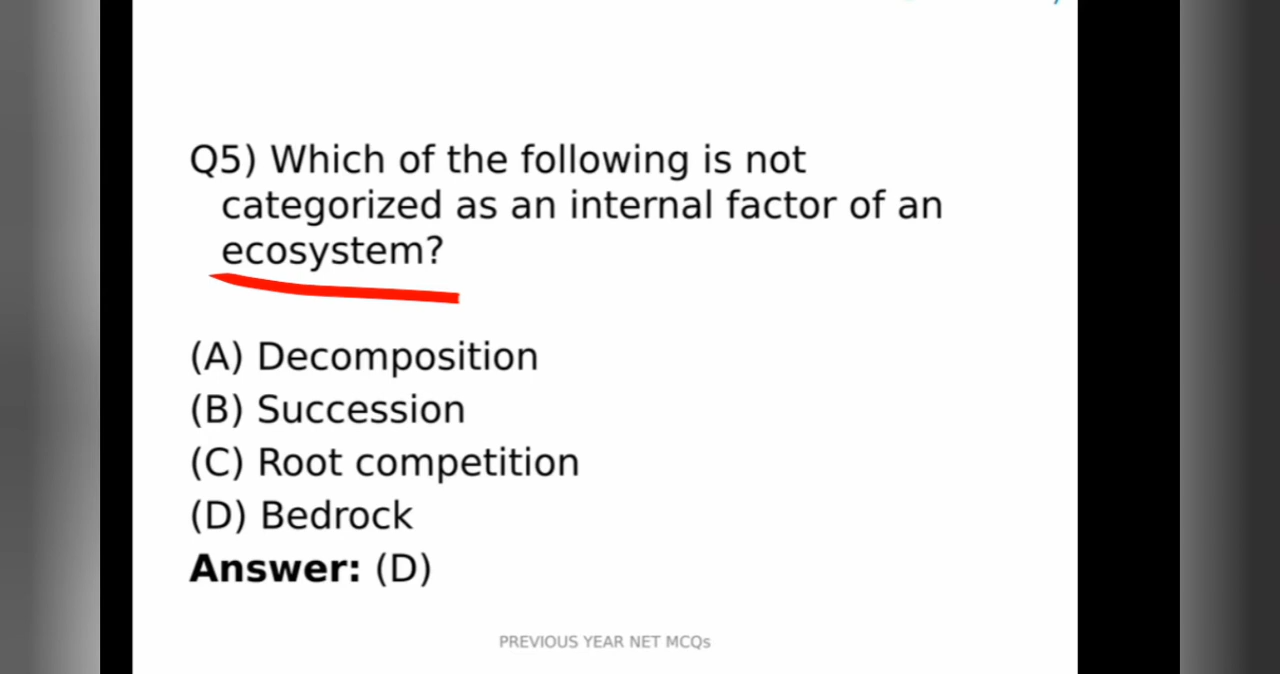 Q5) Which of the following is not
categorized as an internal factor of an
ecosystem?
(A) Decomposition
(B) Succession
(C) Root competition
(D) Bedrock
Answer: (D)
PREVIOUS YEAR NET MCQs